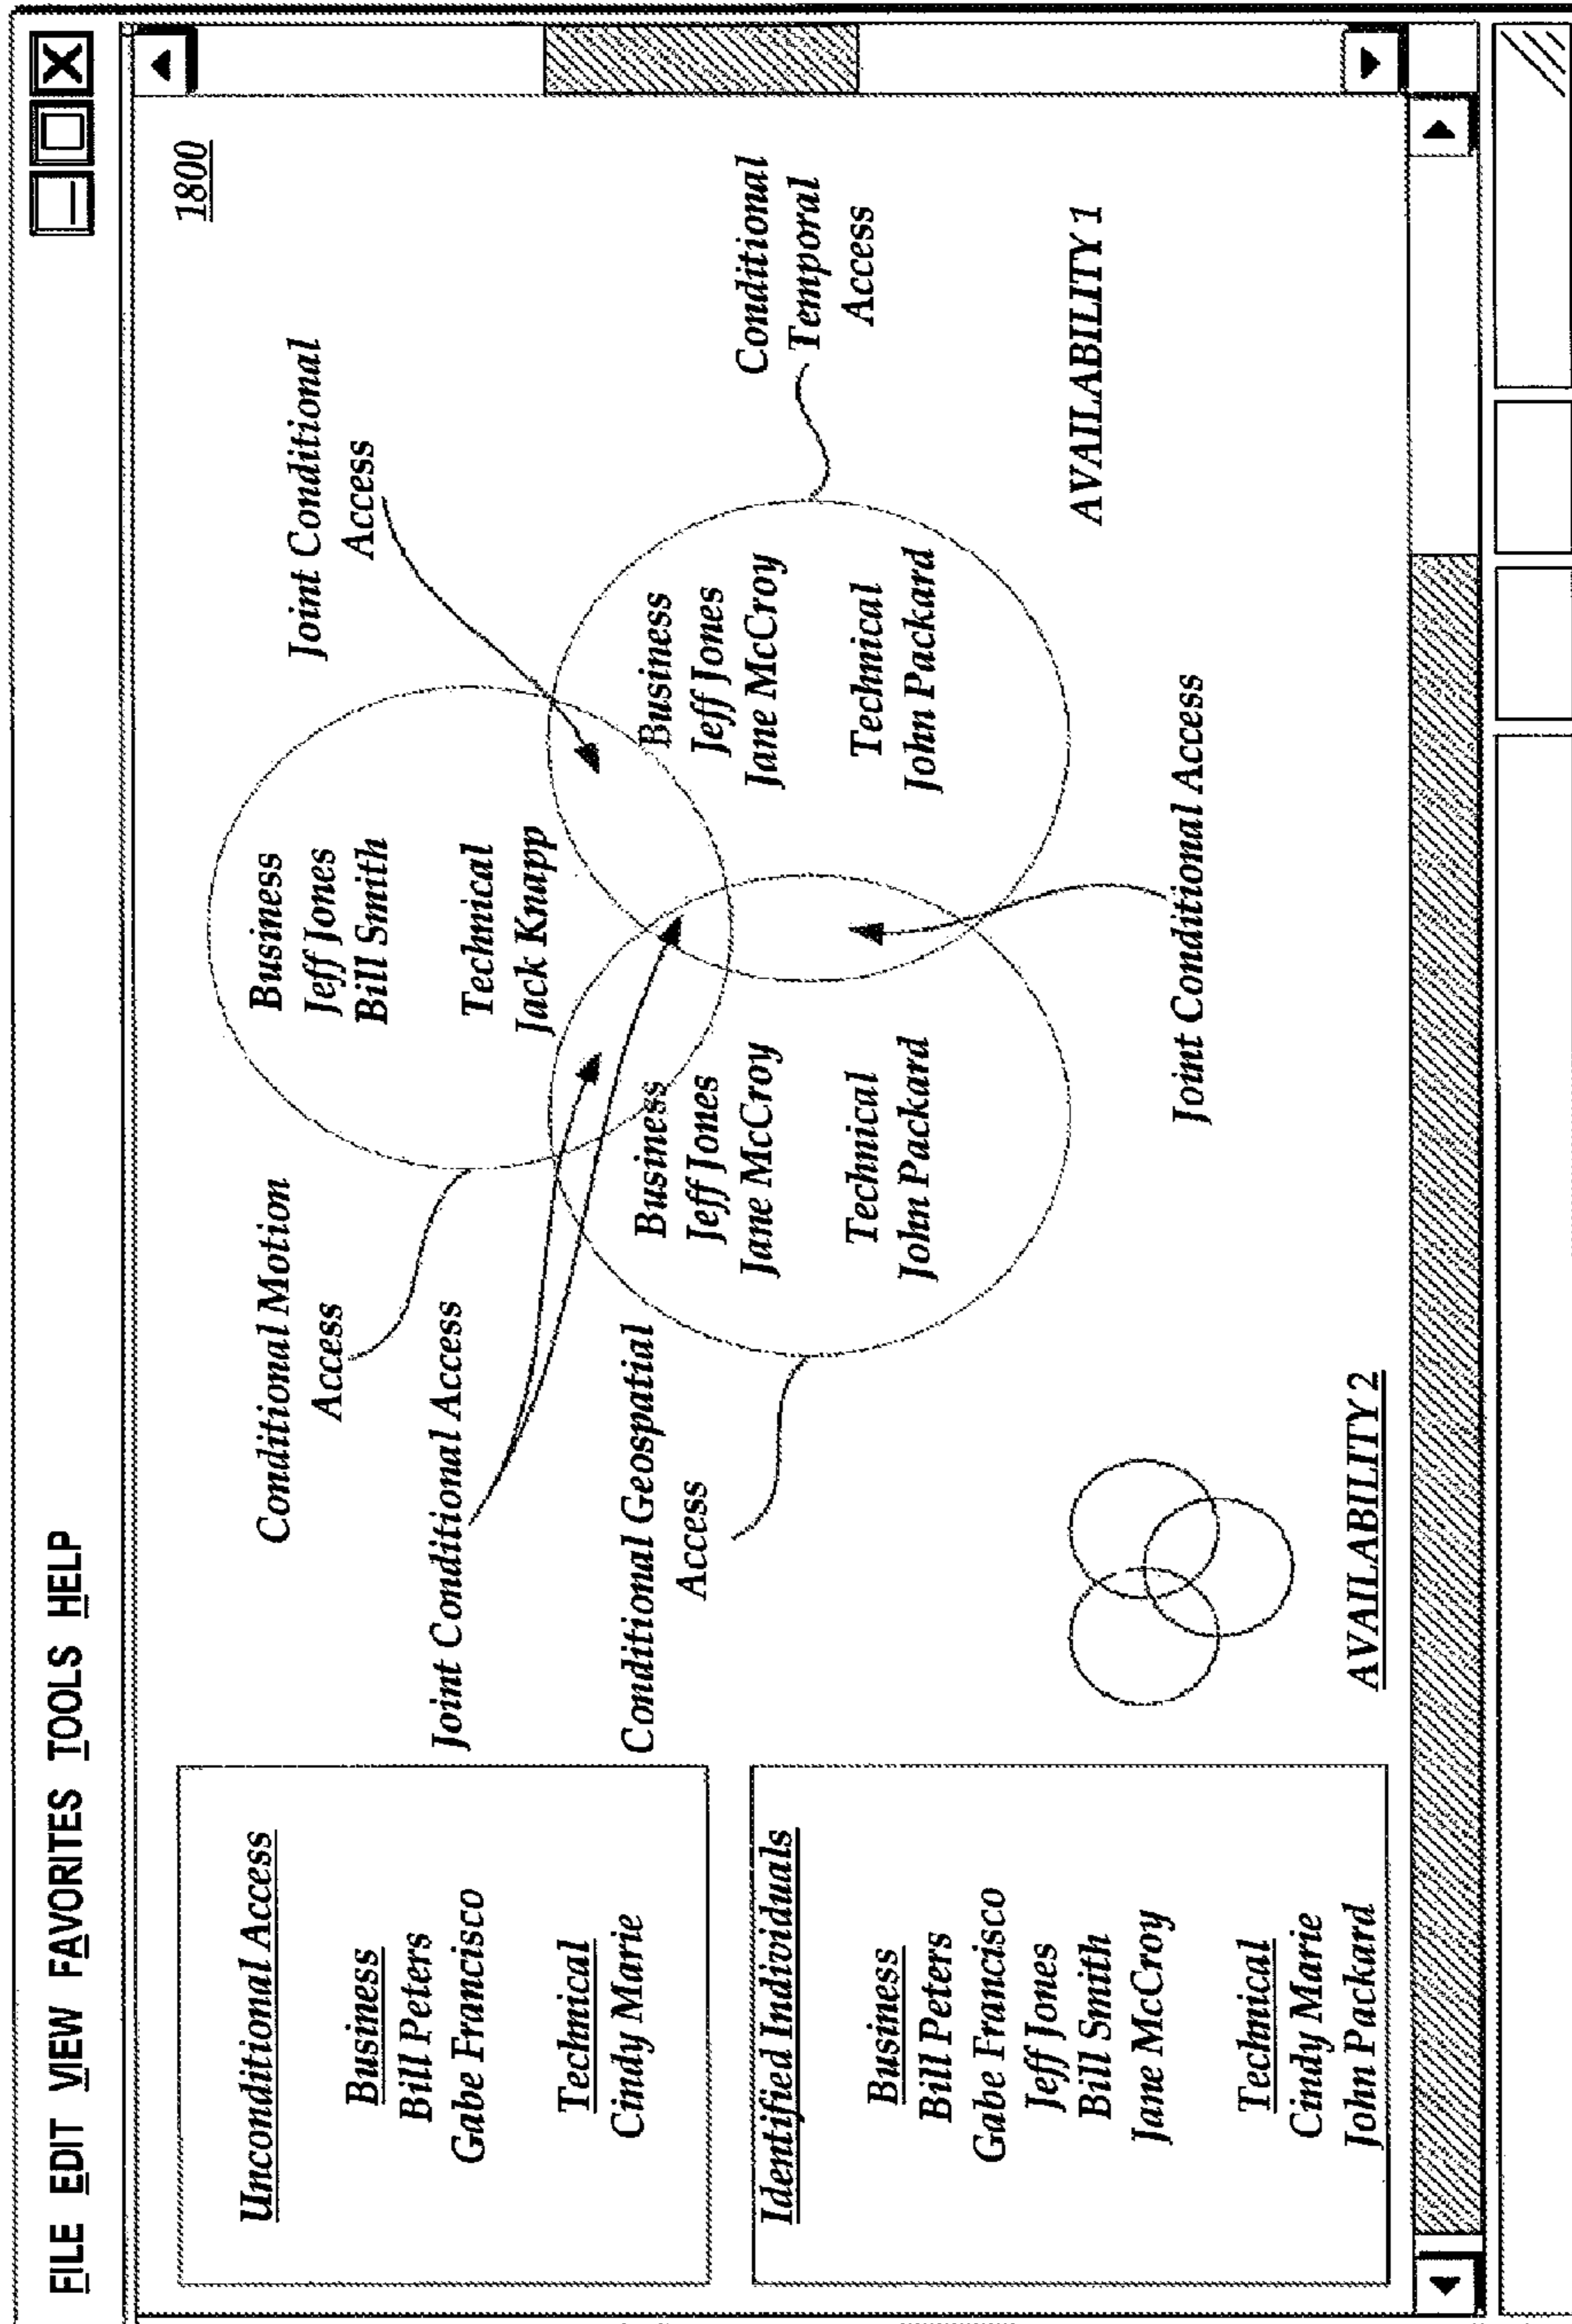 FILE EDIT VIEW FAVORITES TOOLS HELP
1800
Unconditional Access
Business
Bill Peters
Gabe Francisco
Technical
Cindy Marie
Identified Individuals
Business
Bill Peters
Gabe Francisco
Jeff Jones
Bill Smith
Jane McCroy
Technical
Cindy Marie
John Packard
Conditional Motion
Access
Joint Conditional Access
Conditional Geospatial
Access
Business
Jeff Jones
Bill Smith
Technical
Jack Knapp
Joint Conditional
Access
Business
Jeff Jones
Jane McCroy
Technical
John Packard
Business
Jeff Jones
Jane McCroy
Technical
John Packard
Conditional
Temporal
Access
Joint Conditional Access
AVAILABILITY 1
AVAILABILITY 2